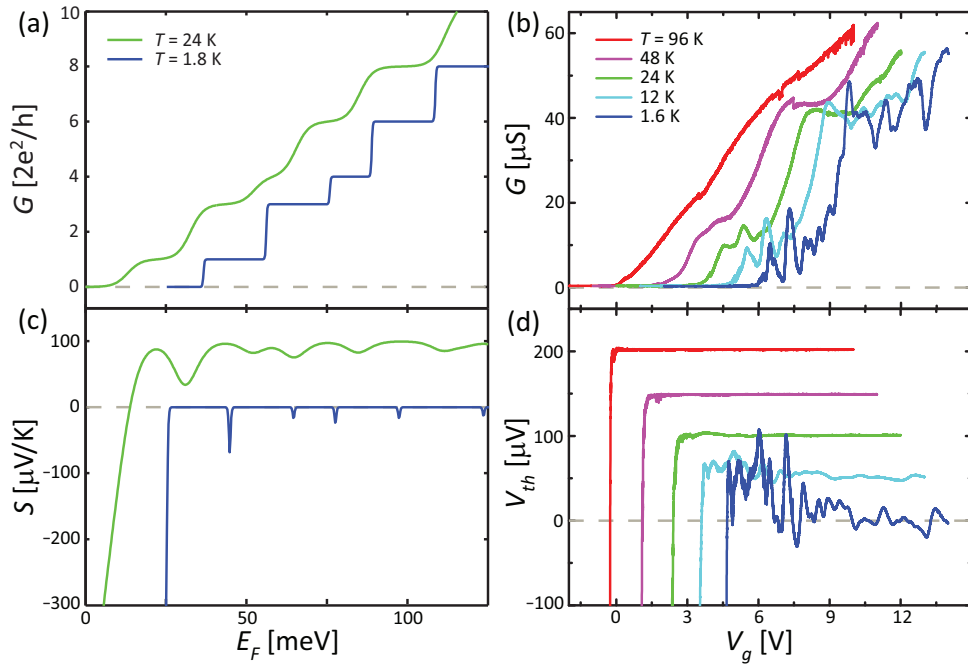 (a)
T = 24 K
T = 1.8 K
10
8
6
4
2
0
G [2e²/h]
(b)
T = 96 K
48 K
24 K
12 K
1.6 K
60
40
20
0
G [μS]
(c)
100
0
−100
−200
−300
S [μV/K]
0
50
100
E_F [meV]
(d)
200
100
0
−100
V_th [μV]
0
3
6
9
12
V_g [V]